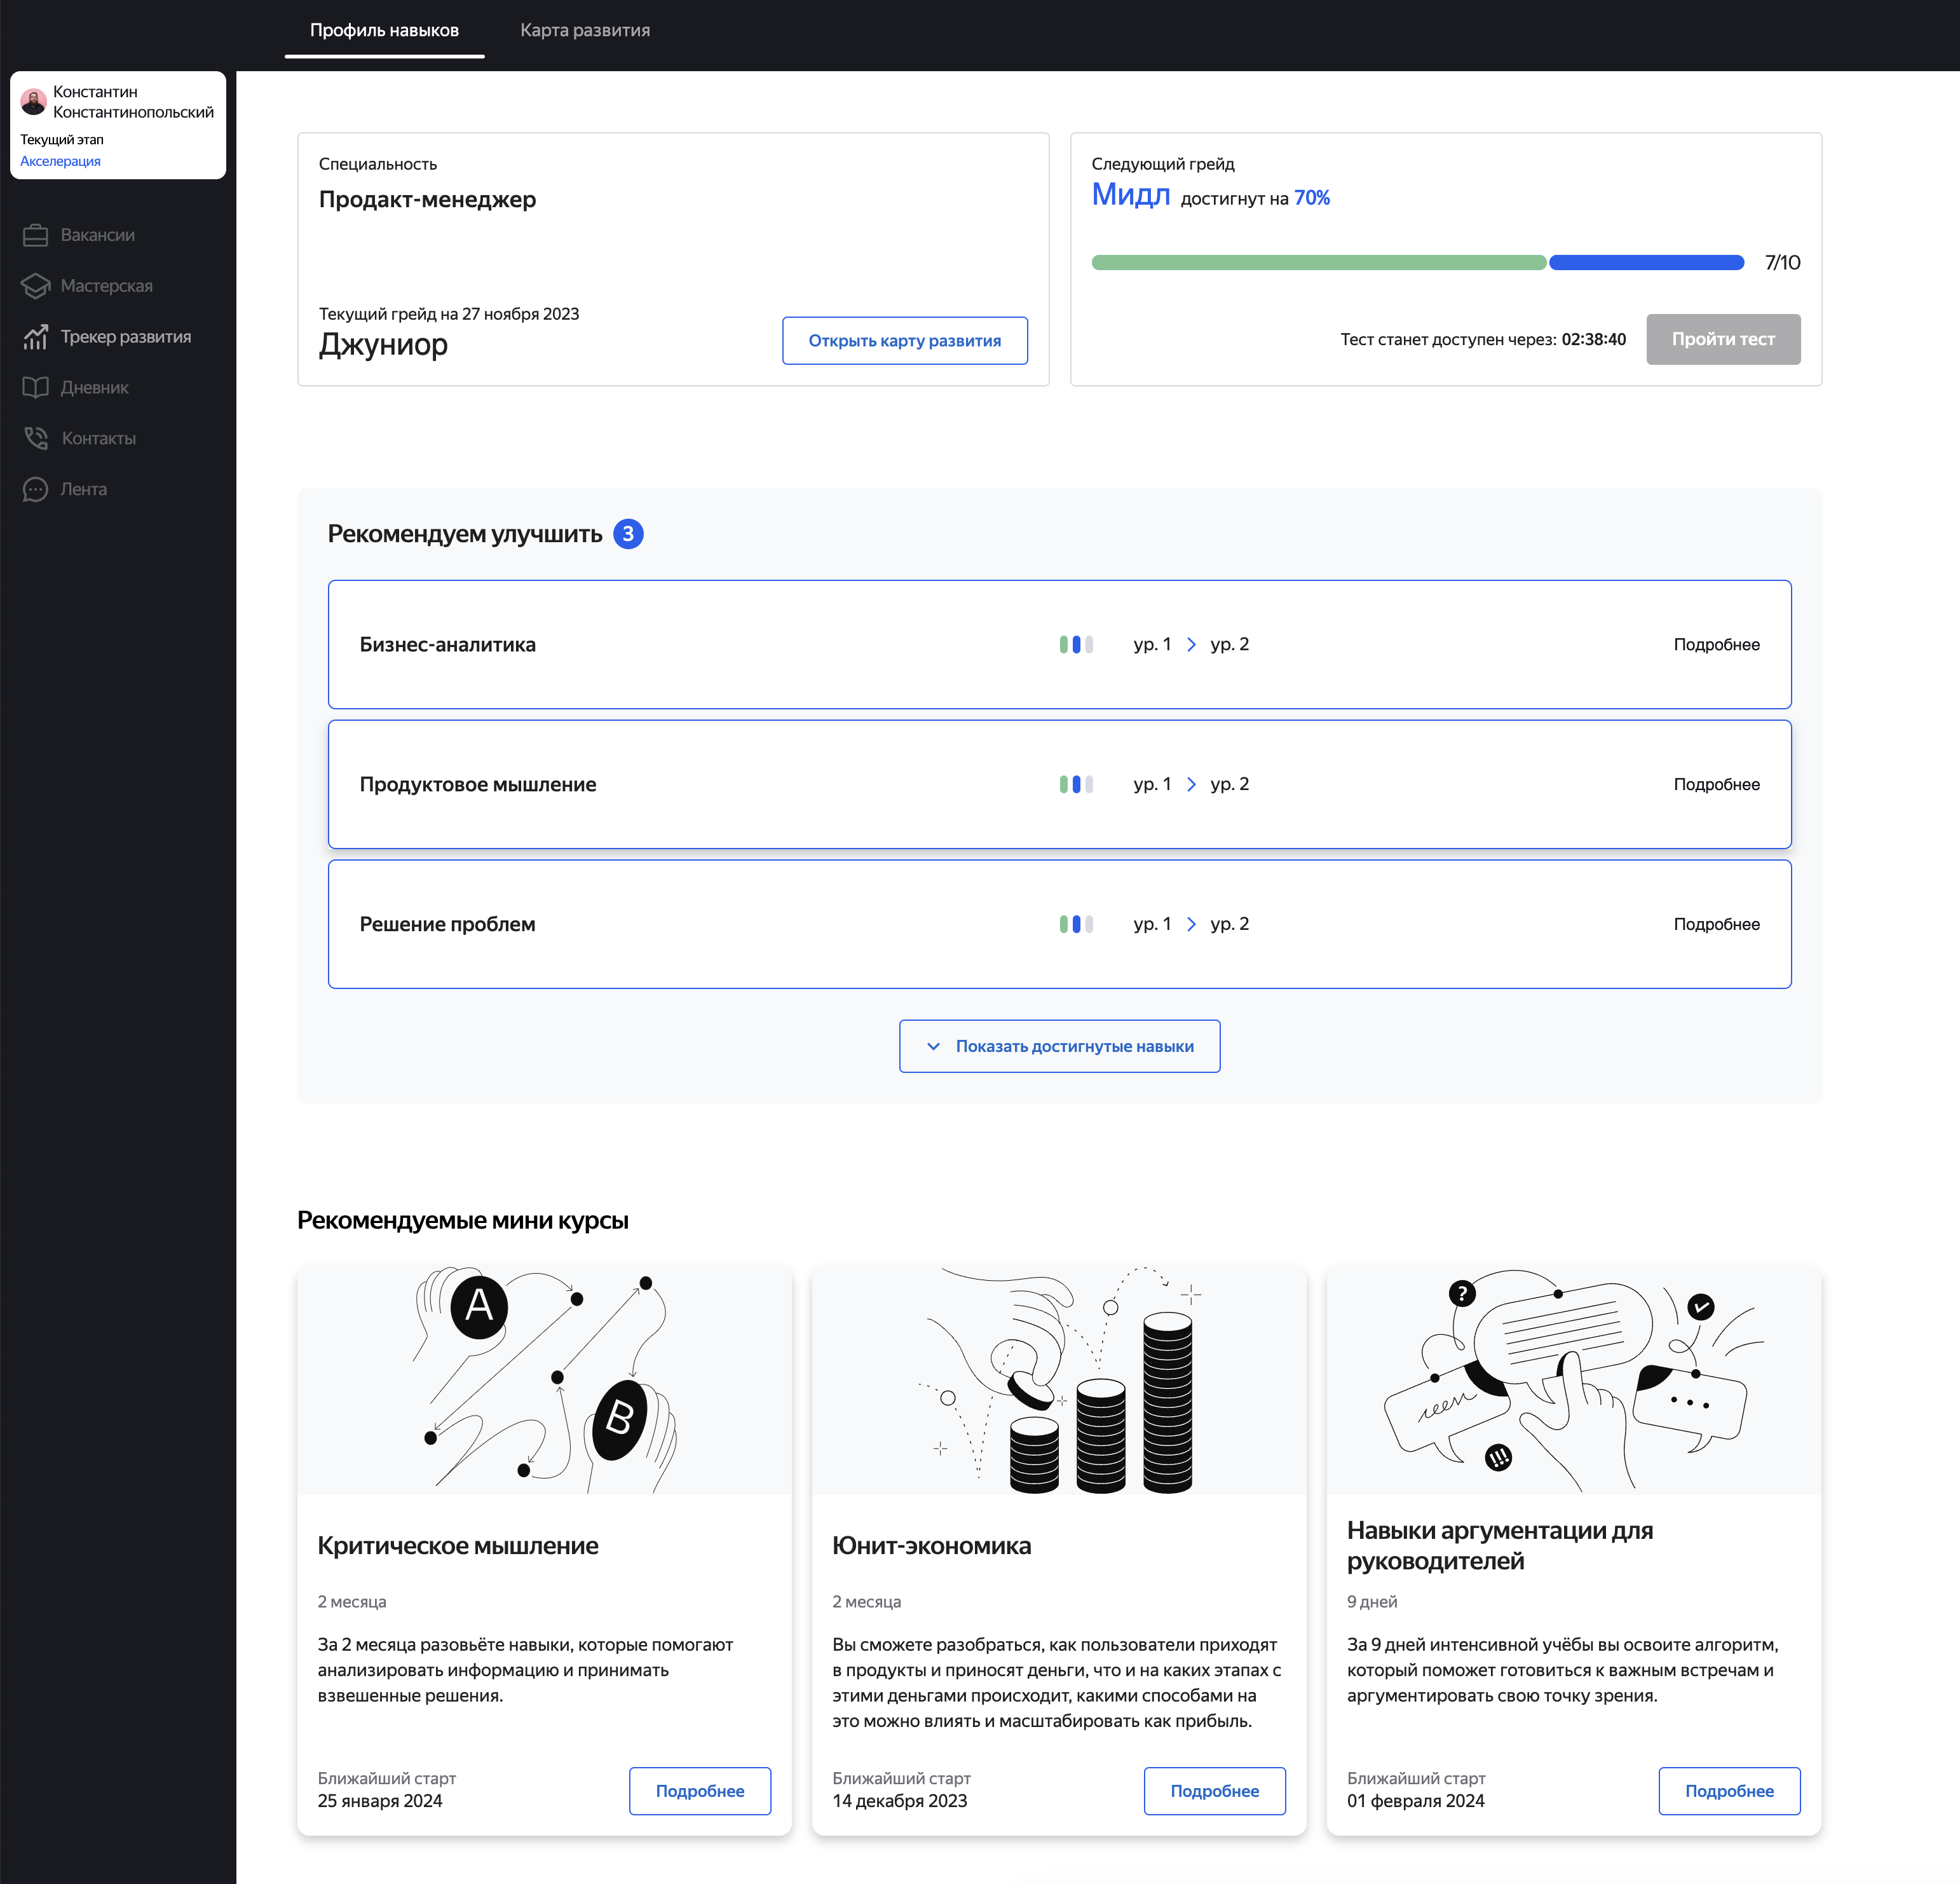 Профиль навыков
Карта развития
Константин
Константинопольский
Текущий этап
Акселерация
Вакансии
Мастерская
Трекер развития
Дневник
Контакты
Лента
Специальность
Продакт-менеджер
Текущий грейд на 27 ноября 2023
Джуниор
Открыть карту развития
Следующий грейд
Мидл достигнут на 70%
7/10
Тест станет доступен через: 02:38:40
Пройти тест
Рекомендуем улучшить 3
Бизнес-аналитика
ур. 1 > ур. 2
Подробнее
Продуктовое мышление
ур. 1 > ур. 2
Подробнее
Решение проблем
ур. 1 > ур. 2
Подробнее
Показать достигнутые навыки
Рекомендуемые мини курсы
A
B
Критическое мышление
2 месяца
За 2 месяца разовьёте навыки, которые помогают
анализировать информацию и принимать
взвешенные решения.
Ближайший старт
25 января 2024
Подробнее
Юнит-экономика
2 месяца
Вы сможете разобраться, как пользователи приходят
в продукты и приносят деньги, что и на каких этапах с
этими деньгами происходит, какими способами на
это можно влиять и масштабировать как прибыль.
Ближайший старт
14 декабря 2023
Подробнее
?
!!!
Навыки аргументации для
руководителей
9 дней
За 9 дней интенсивной учёбы вы освоите алгоритм,
который поможет готовиться к важным встречам и
аргументировать свою точку зрения.
Ближайший старт
01 февраля 2024
Подробнее